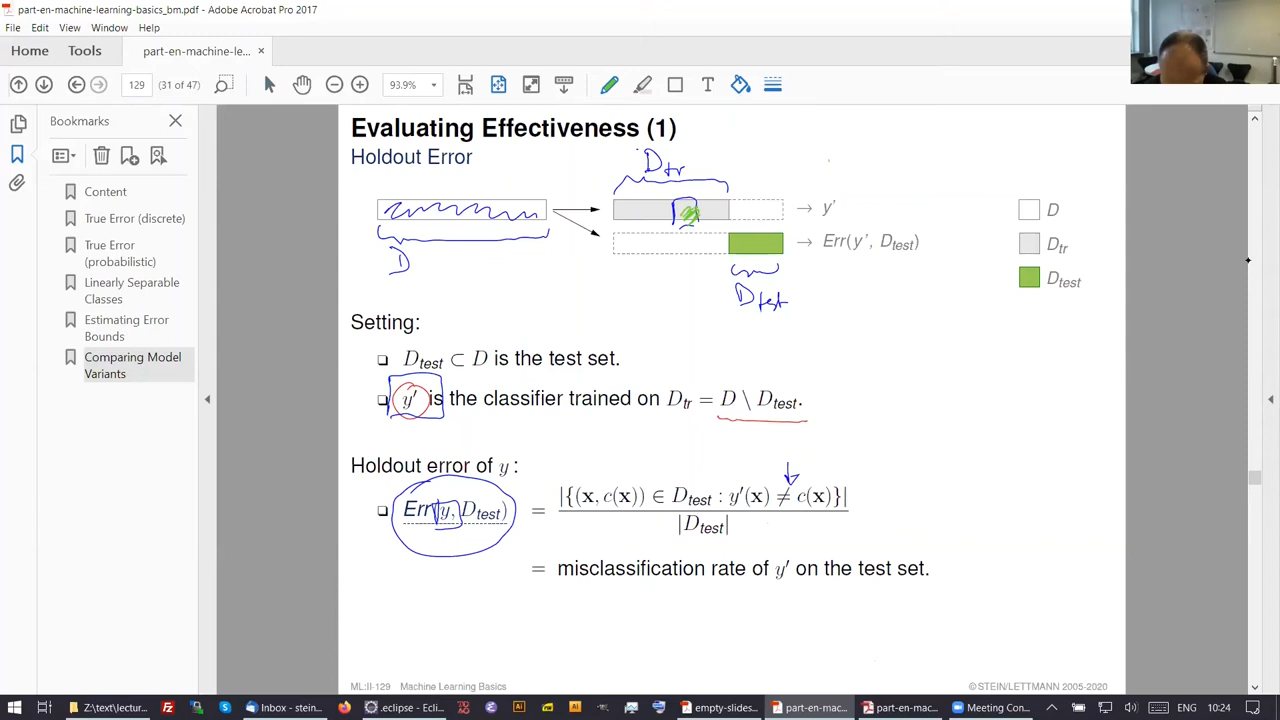 part-en-machine-learning-basics_bm.pdf - Adobe Acrobat Pro 2017
File Edit View Window Help
Home Tools part-en-machine-le... ×
129 (31 of 47) 93.9%
Bookmarks
Content
True Error (discrete)
True Error
(probabilistic)
Linearly Separable
Classes
Estimating Error
Bounds
Comparing Model
Variants
Evaluating Effectiveness (1)
Holdout Error
D_tr
→ y' D
→ Err(y', D_test) D_tr
D
D_test
D_test
Setting:
❑ D_test ⊂ D is the test set.
❑ y' is the classifier trained on D_tr = D \ D_test.
Holdout error of y :
❑ Err(y, D_test) = |{(x, c(x)) ∈ D_test : y'(x) ≠ c(x)}| / |D_test|
= misclassification rate of y' on the test set.
ML:II-129 Machine Learning Basics ©STEIN/LETTMANN 2005-2020
Z:\text\lectur... Inbox - stein... .eclipse - Ecli... empty-slides... part-en-mac... part-en-mac... Meeting Con... ENG 10:24